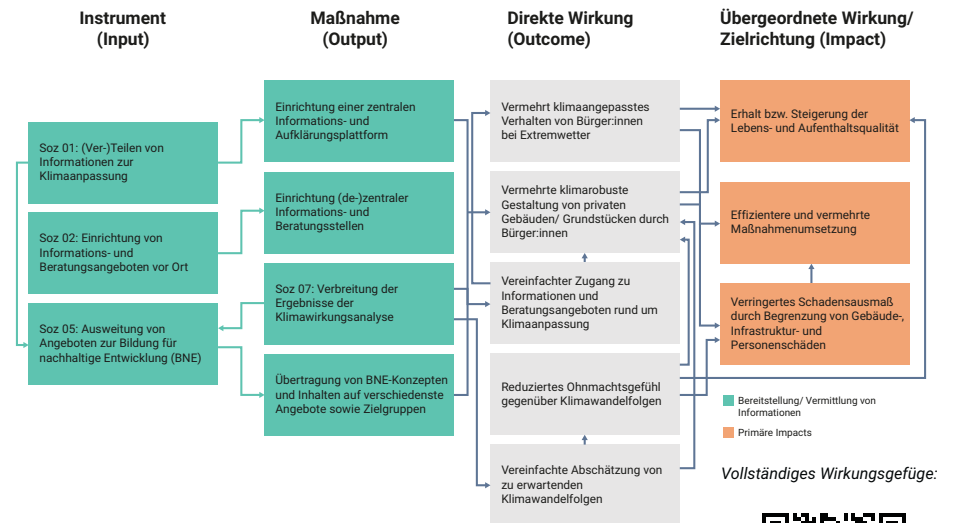 Instrument
(Input)
Maßnahme
(Output)
Direkte Wirkung
(Outcome)
Übergeordnete Wirkung/
Zielrichtung (Impact)
Soz 01: (Ver-)Teilen von
Informationen zur
Klimaanpassung
Soz 02: Einrichtung von
Informations- und
Beratungsangeboten vor Ort
Soz 05: Ausweitung von
Angeboten zur Bildung für
nachhaltige Entwicklung (BNE)
Einrichtung einer zentralen
Informations- und
Aufklärungsplattform
Einrichtung (de-)zentraler
Informations- und
Beratungsstellen
Soz 07: Verbreitung der
Ergebnisse der
Klimawirkungsanalyse
Übertragung von BNE-Konzepten
und Inhalten auf verschiedenste
Angebote sowie Zielgruppen
Vermehrt klimaangepasstes
Verhalten von Bürger:innen
bei Extremwetter
Vermehrte klimarobuste
Gestaltung von privaten
Gebäuden/ Grundstücken durch
Bürger:innen
Vereinfachter Zugang zu
Informationen und
Beratungsangeboten rund um
Klimaanpassung
Reduziertes Ohnmachtsgefühl
gegenüber Klimawandelfolgen
Vereinfachte Abschätzung von
zu erwartenden
Klimawandelfolgen
Erhalt bzw. Steigerung der
Lebens- und Aufenthaltsqualität
Effizientere und vermehrte
Maßnahmenumsetzung
Verringertes Schadensausmaß
durch Begrenzung von Gebäude-,
Infrastruktur- und
Personenschäden
Bereitstellung/ Vermittlung von
Informationen
Primäre Impacts
Vollständiges Wirkungsgefüge: